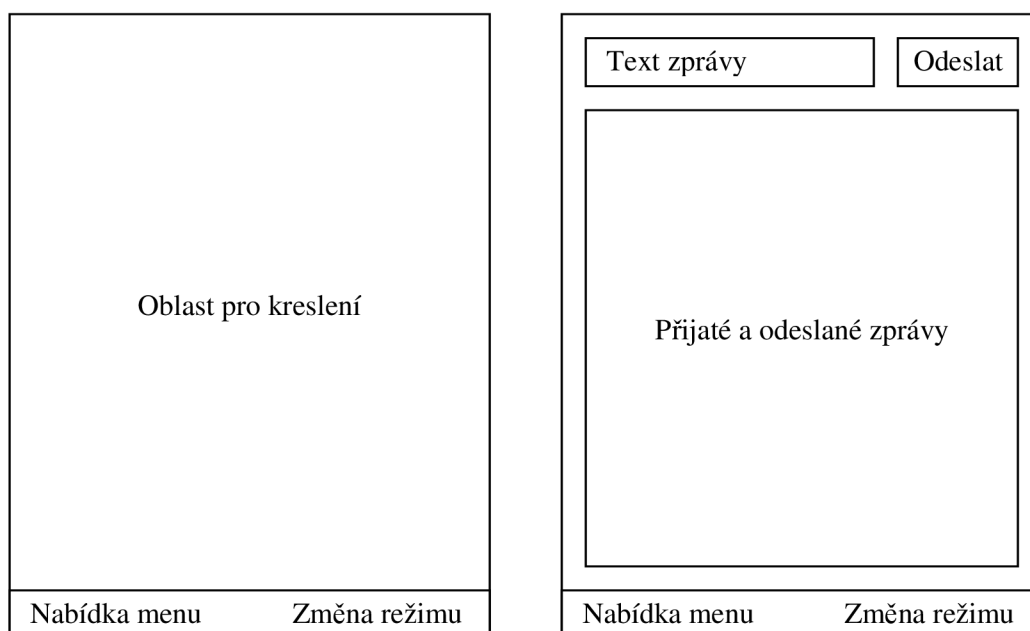 Oblast pro kreslení
Nabídka menu
Změna režimu
Text zprávy
Odeslat
Přijaté a odeslané zprávy
Nabídka menu
Změna režimu